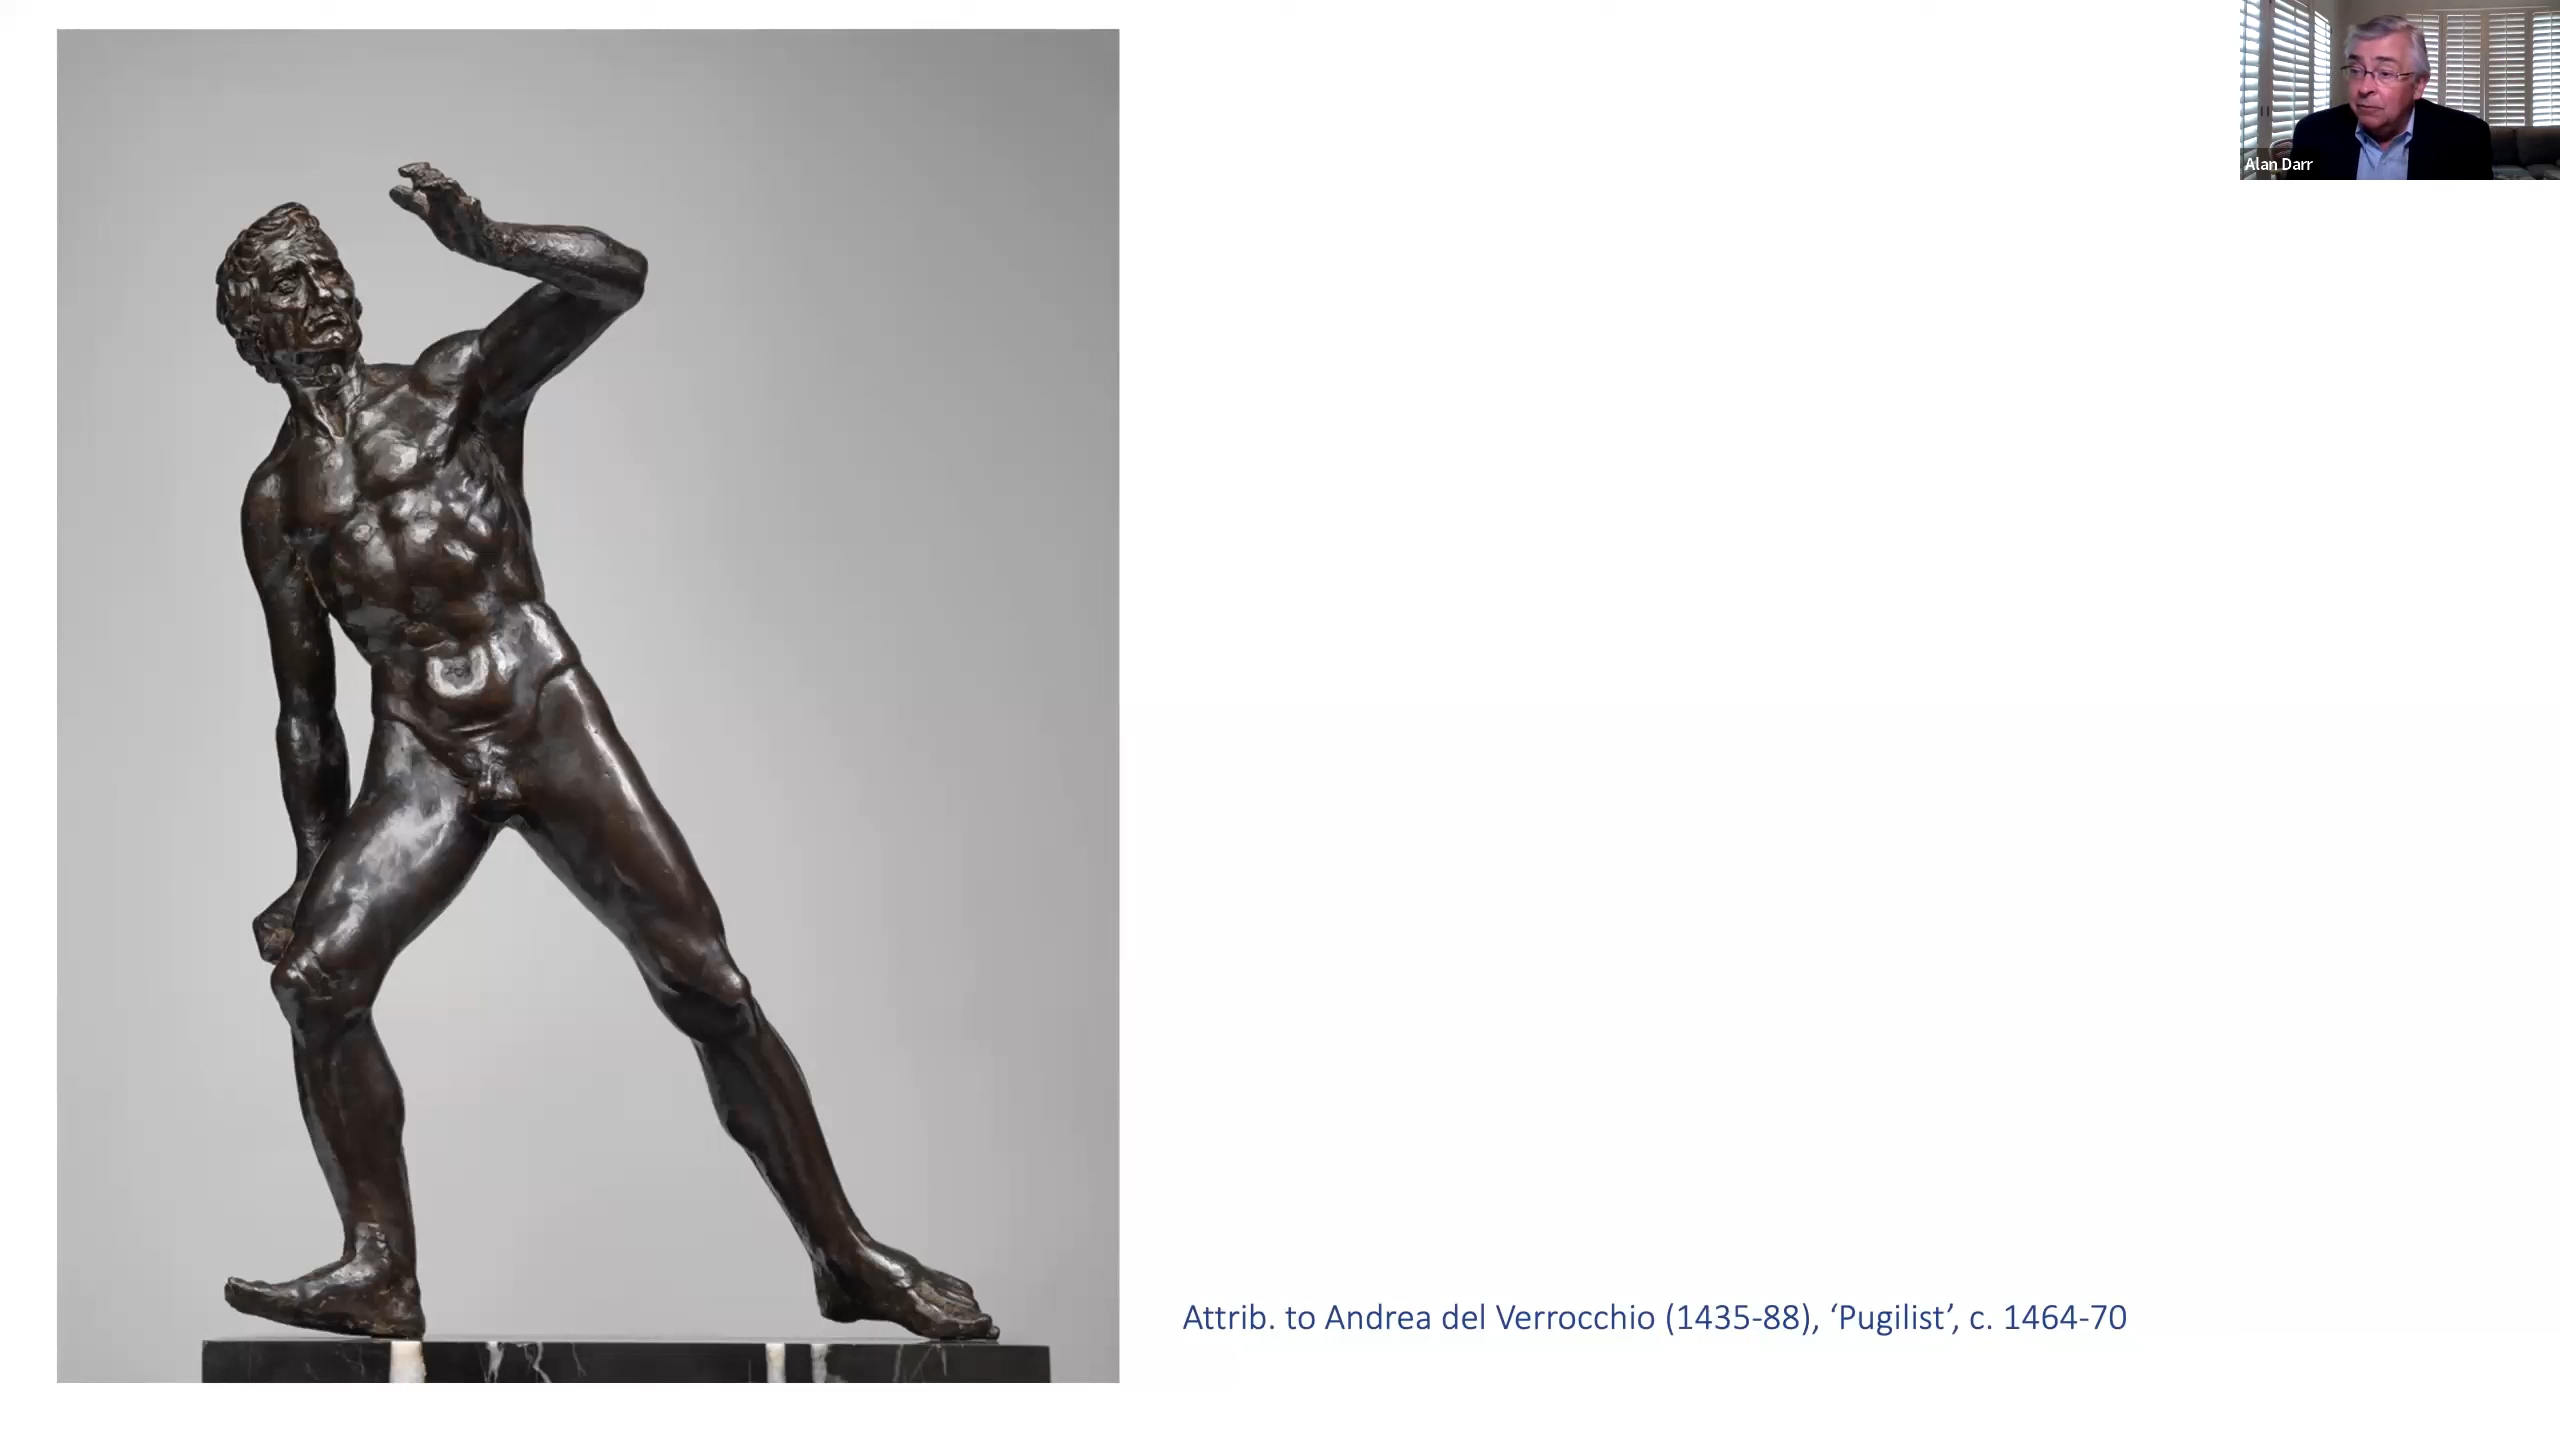 Alan Darr
Attrib. to Andrea del Verrocchio (1435-88), ‘Pugilist’, c. 1464-70